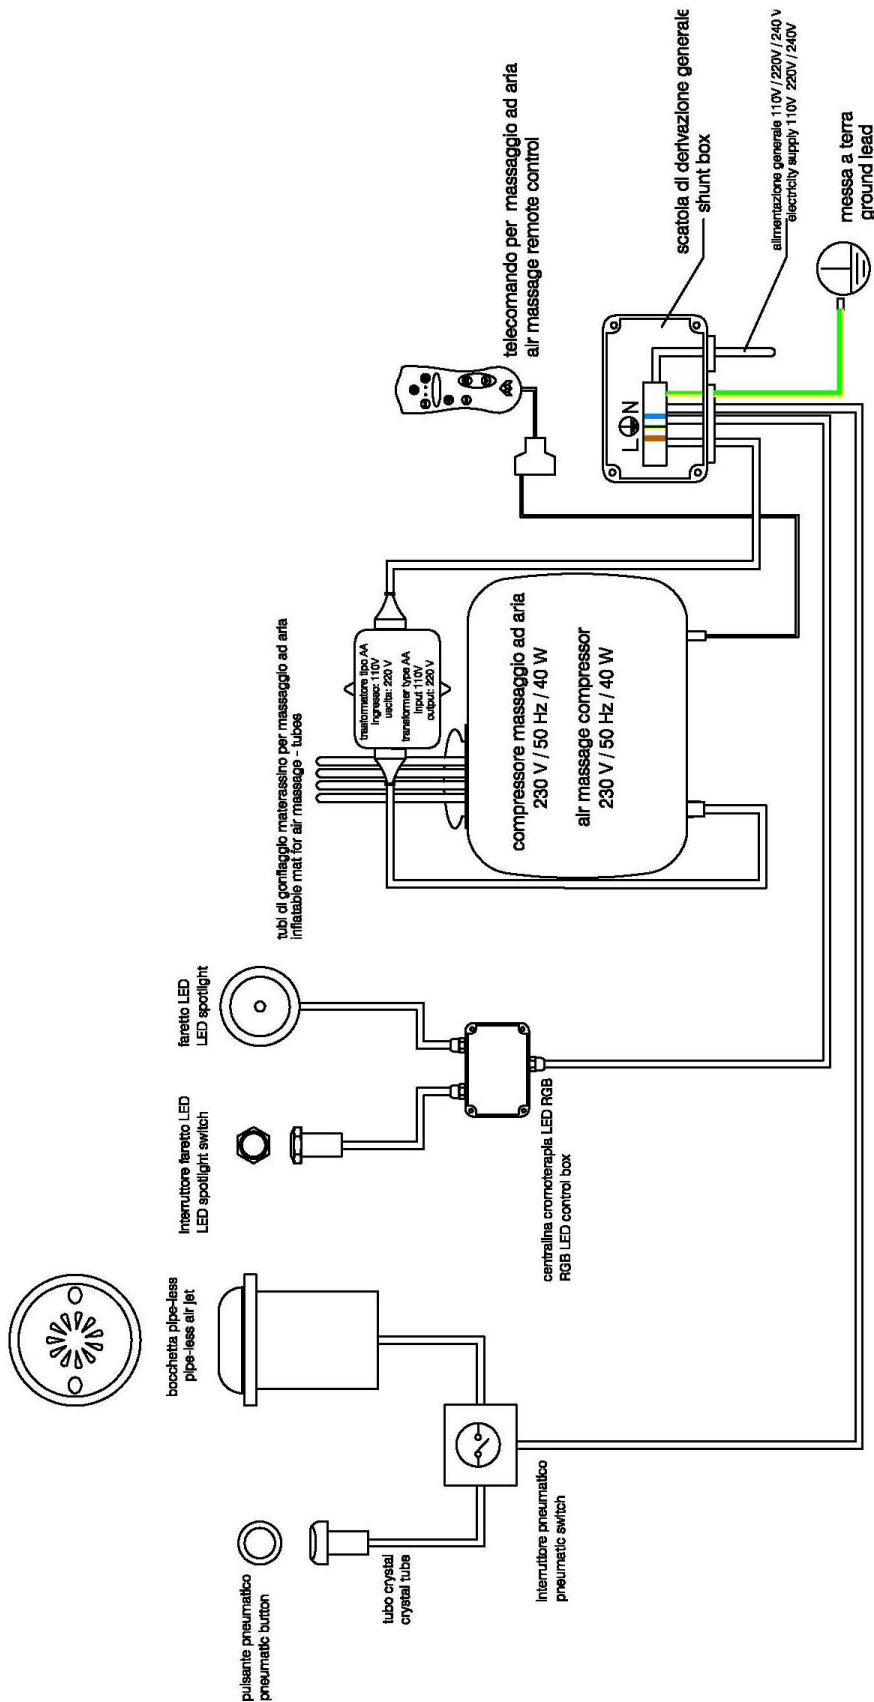 pulsante pneumatico
pneumatic button
tubo crystal
crystal tube
interruttore pneumatico
pneumatic switch
bocchetta pipe-less
pipe-less air jet
interruttore faretto LED
LED spotlight switch
faretto LED
LED spotlight
centralina cromoterapia LED RGB
RGB LED control box
tubi di gonfiaggio materassino per massaggio ad aria
inflatable mat for air massage - tubes
trasformatore tipo AA
ingresso: 110V
uscita: 220 V
transformer type AA
input 110V
output: 220 V
compressore massaggio ad aria
230 V / 50 Hz / 40 W
air massage compressor
230 V / 50 Hz / 40 W
telecomando per massaggio ad aria
air massage remote control
L N
scatola di derivazione generale
shunt box
alimentazione generale 110V / 220V / 240 V
electricity supply 110V 220V / 240V
messa a terra
ground lead